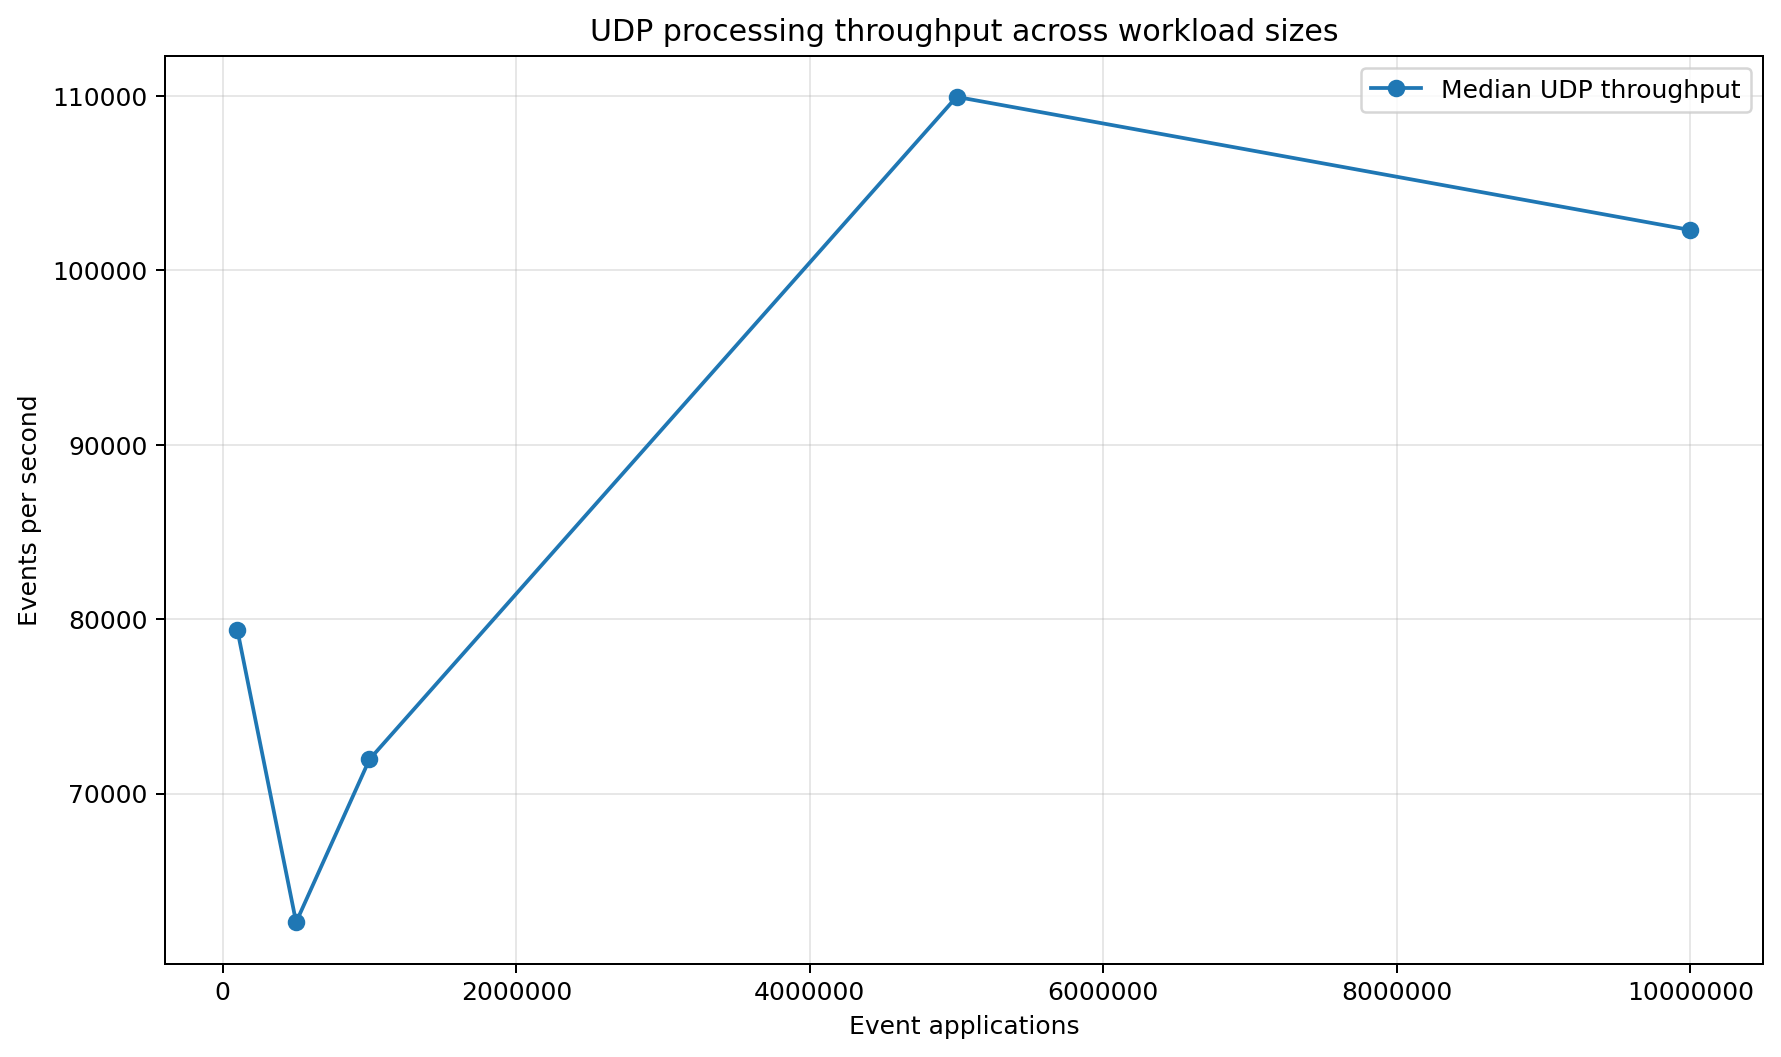 UDP processing throughput across workload sizes
Median UDP throughput
110000
100000
90000
80000
70000
Events per second
0 2000000 4000000 6000000 8000000 10000000
Event applications